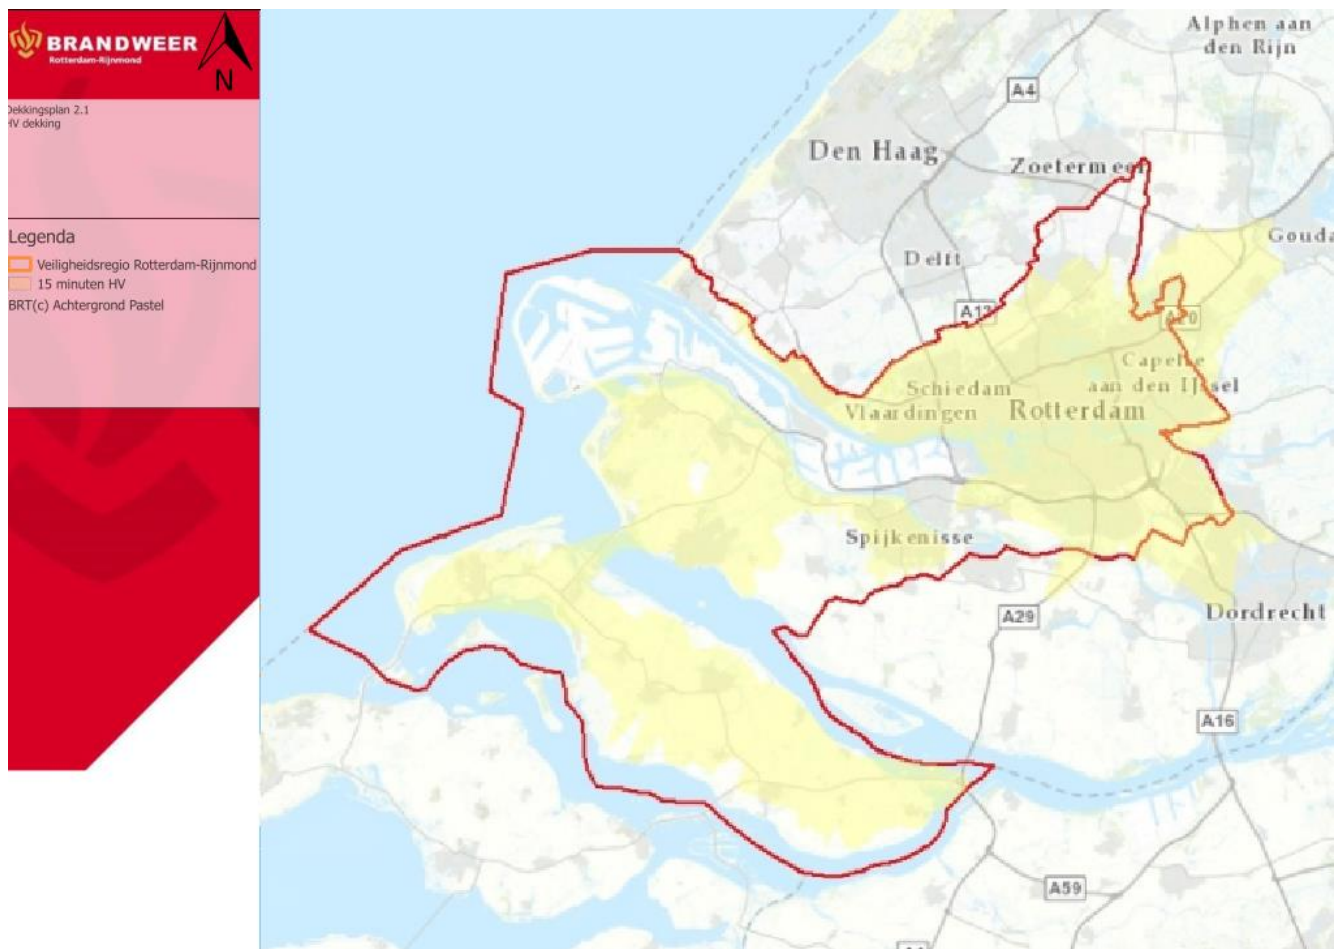 BRANDWEER
Rotterdam-Rijnmond
N
Dekkingsplan 2.1
HV dekking
Legenda
Veiligheidsregio Rotterdam-Rijnmond
15 minuten HV
BRT(c) Achtergrond Pastel
Alphen aan
den Rijn
A4
Den Haag
Zoetermeer
Gouda
Delft
A13
A20
Capelle
aan den IJssel
Schiedam
Vlaardingen
Rotterdam
Spijkenisse
A29
Dordrecht
A16
A59